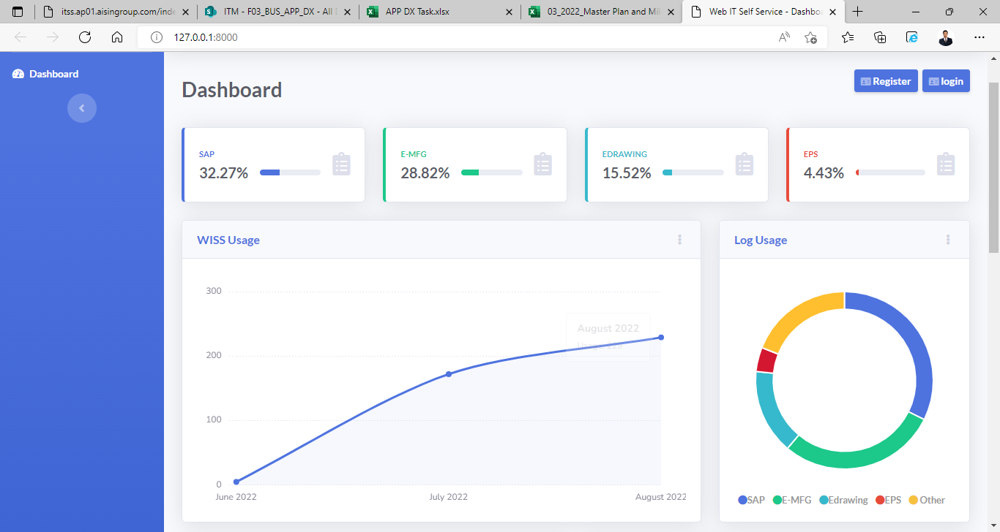 itss.ap01.aisingroup.com/inde
ITM - F03_BUS_APP_DX - All
APP DX Task.xlsx
03_2022_Master Plan and Mil
Web IT Self Service - Dashboa
127.0.0.1:8000
Dashboard
Dashboard
Register
login
SAP
32.27%
E-MFG
28.82%
EDRAWING
15.52%
EPS
4.43%
WISS Usage
Log Usage
300
200
100
0
August 2022
June 2022
July 2022
August 2022
SAP E-MFG Edrawing EPS Other